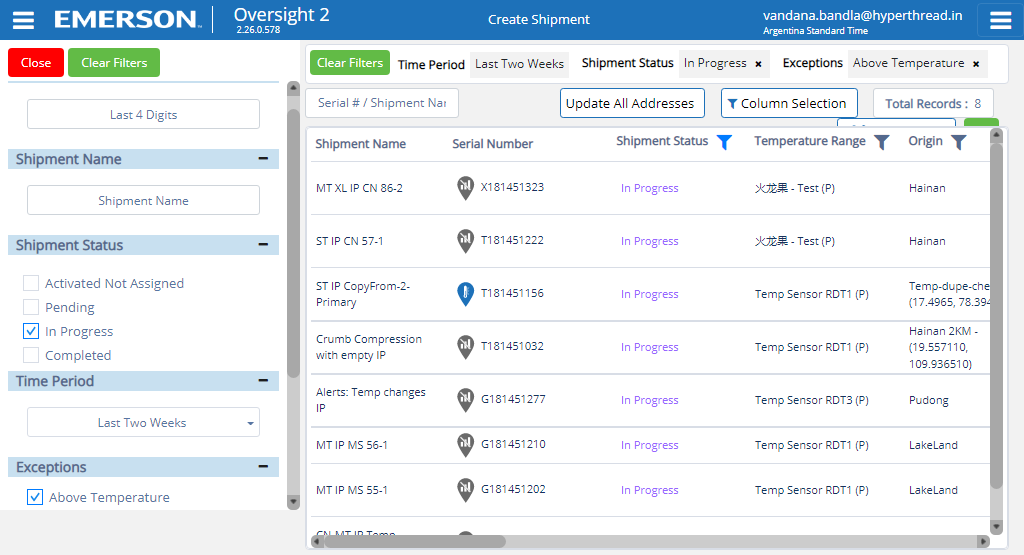 EMERSON
Oversight 2
2.26.0.578
Create Shipment
vandana.bandla@hyperthread.in
Argentina Standard Time
Close
Clear Filters
Last 4 Digits
Shipment Name
Shipment Name
Shipment Status
Activated Not Assigned
Pending
In Progress
Completed
Time Period
Last Two Weeks
Exceptions
Above Temperature
Clear Filters
Time Period Last Two Weeks
Shipment Status In Progress ×
Exceptions Above Temperature ×
Serial # / Shipment Nar
Update All Addresses
Column Selection
Total Records : 8
Shipment Name Serial Number Shipment Status Temperature Range Origin
MT XL IP CN 86-2 X181451323 In Progress 火龙果 - Test (P) Hainan
ST IP CN 57-1 T181451222 In Progress 火龙果 - Test (P) Hainan
ST IP CopyFrom-2-
Primary
T181451156 In Progress Temp Sensor RDT1 (P)
Temp-dupe-che
(17.4965, 78.394
Crumb Compression
with empty IP
T181451032 In Progress Temp Sensor RDT1 (P)
Hainan 2KM -
(19.557110,
109.936510)
Alerts: Temp changes
IP
G181451277 In Progress Temp Sensor RDT3 (P) Pudong
MT IP MS 56-1 G181451210 In Progress Temp Sensor RDT1 (P) LakeLand
MT IP MS 55-1 G181451202 In Progress Temp Sensor RDT1 (P) LakeLand
CN-MT IP Temp